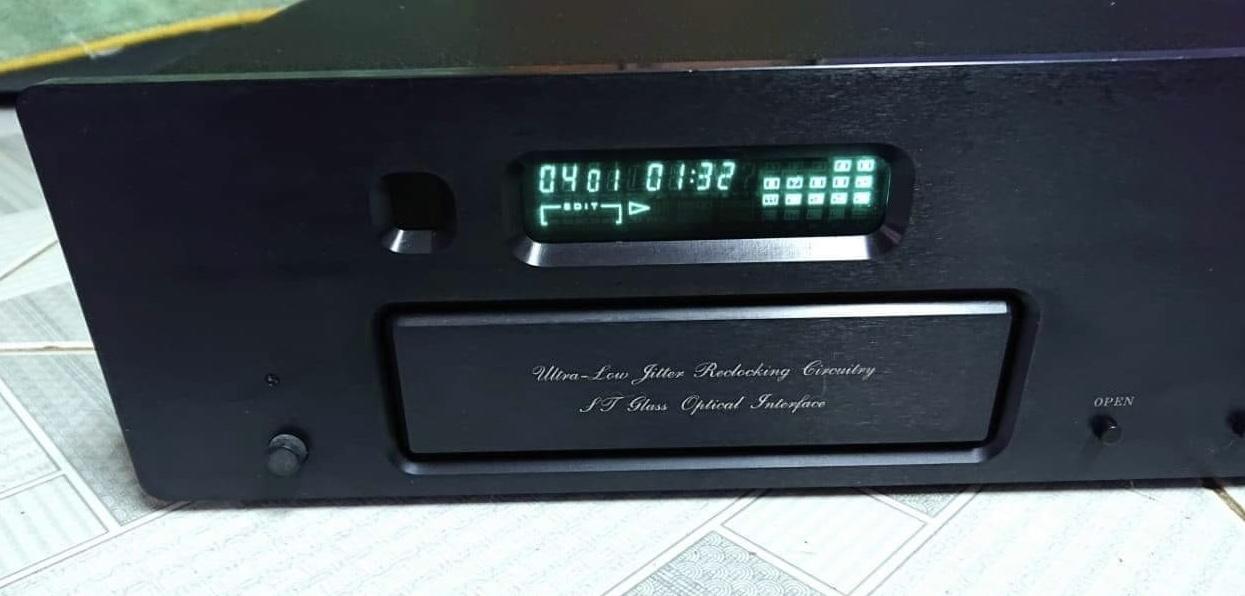 04 01 01:32
EDIT
Ultra-Low Jitter Reclocking Circuitry
ST Glass Optical Interface
OPEN